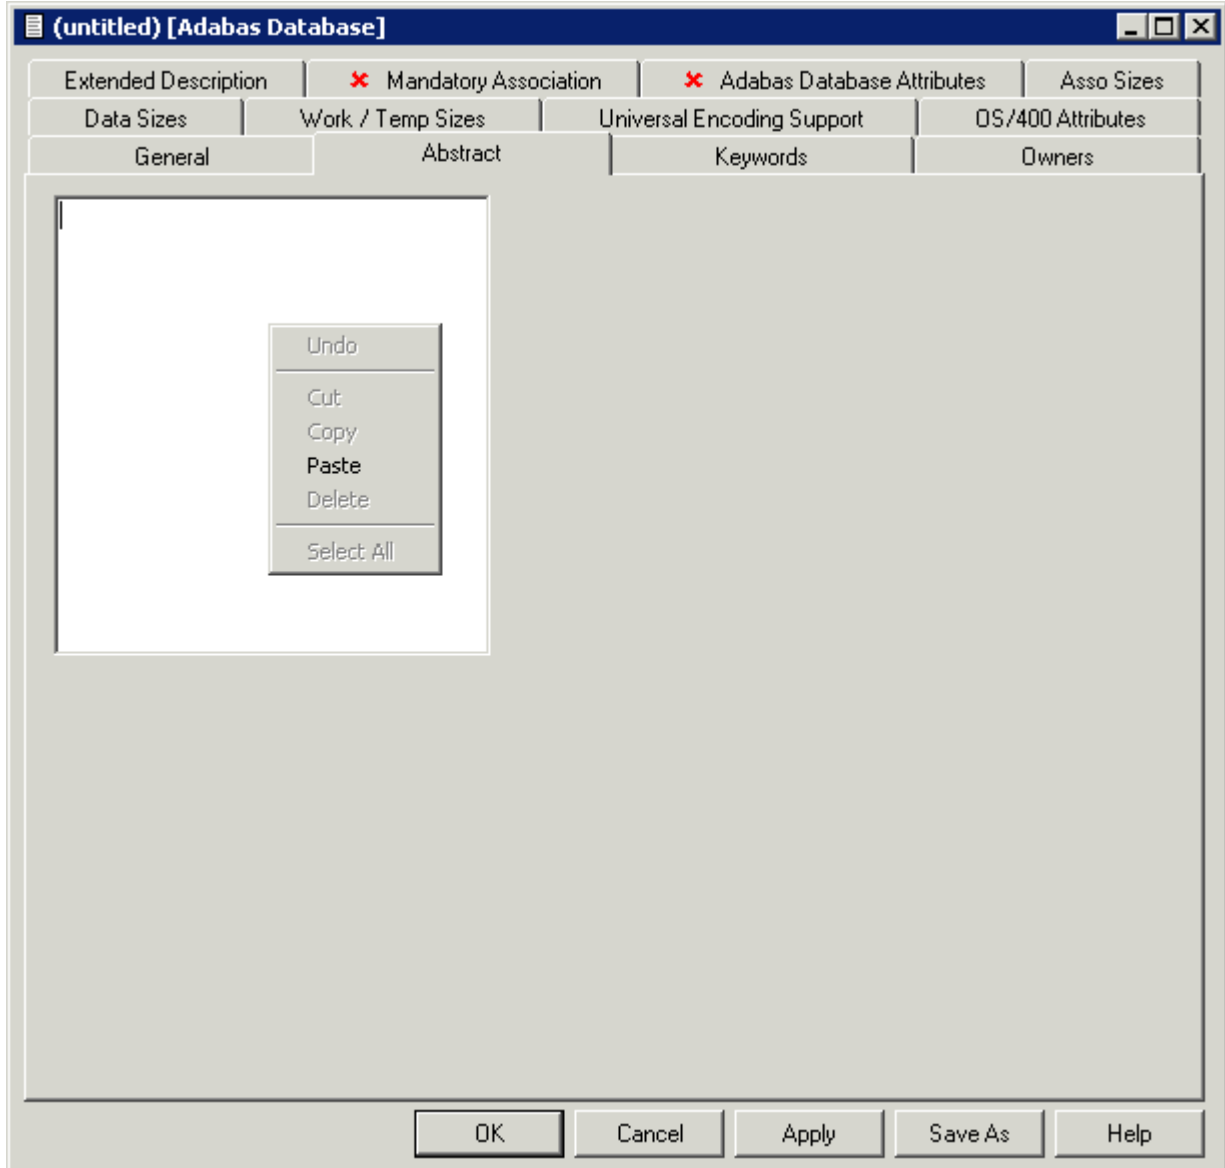 (untitled) [Adabas Database]
Extended Description Mandatory Association Adabas Database Attributes Asso Sizes
Data Sizes Work / Temp Sizes Universal Encoding Support OS/400 Attributes
General Abstract Keywords Owners
Undo
Cut
Copy
Paste
Delete
Select All
OK Cancel Apply Save As Help